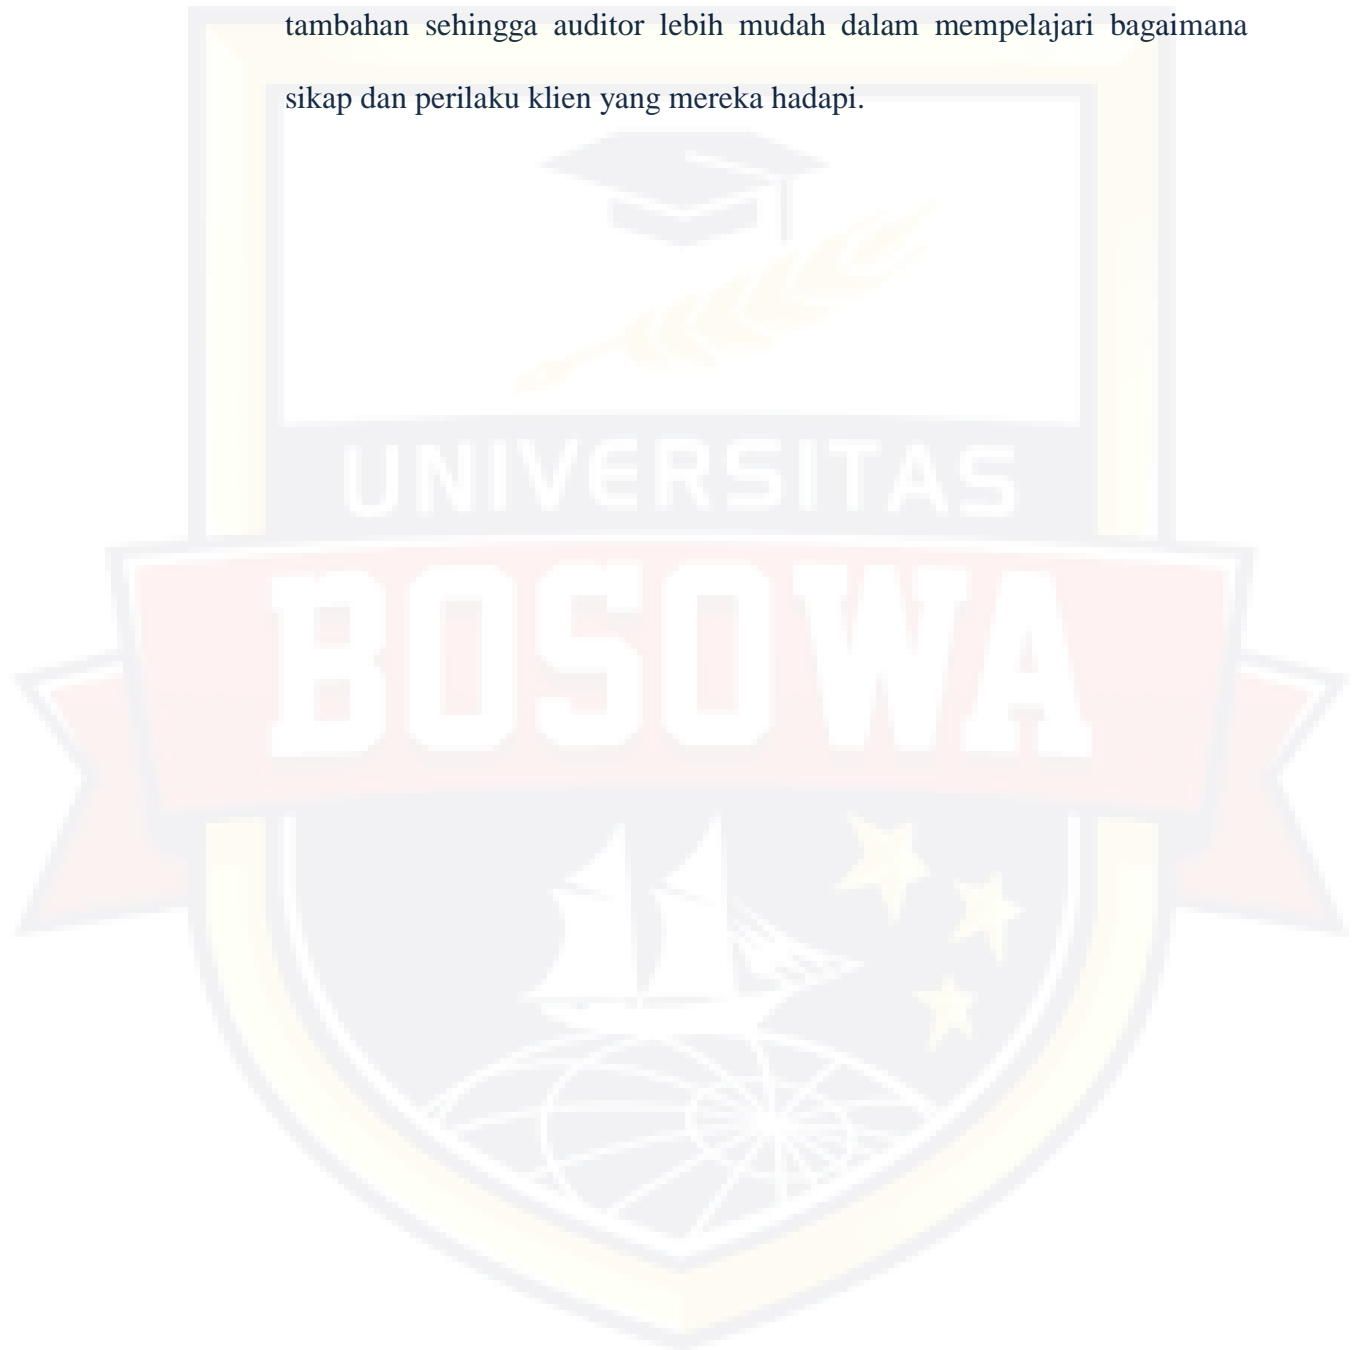 tambahan sehingga auditor lebih mudah dalam mempelajari bagaimana
sikap dan perilaku klien yang mereka hadapi.
UNIVERSITAS
BOSOWA